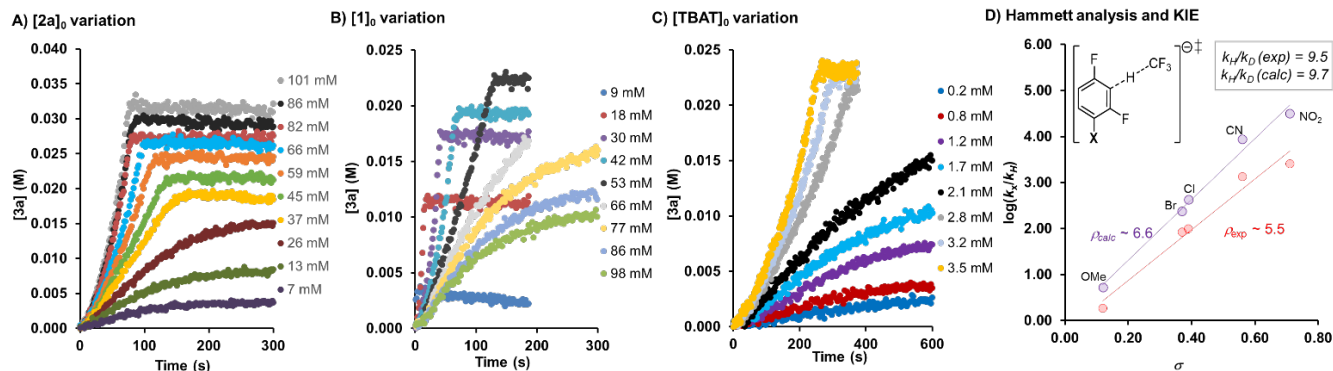 A) [2a]₀ variation
[3a] (M)
0.040
0.035
0.030
0.025
0.020
0.015
0.010
0.005
0.000
0
100
200
300
Time (s)
101 mM
86 mM
82 mM
66 mM
59 mM
45 mM
37 mM
26 mM
13 mM
7 mM
B) [1]₀ variation
[3a] (M)
0.025
0.020
0.015
0.010
0.005
0.000
0
100
200
300
Time (s)
9 mM
18 mM
30 mM
42 mM
53 mM
66 mM
77 mM
86 mM
98 mM
C) [TBAT]₀ variation
[3a] (M)
0.025
0.020
0.015
0.010
0.005
0.000
0
200
400
600
Time (s)
0.2 mM
0.8 mM
1.2 mM
1.7 mM
2.1 mM
2.8 mM
3.2 mM
3.5 mM
D) Hammett analysis and KIE
log(kₓ/k_H)
6.00
5.00
4.00
3.00
2.00
1.00
0.00
0.00
0.20
0.40
0.60
0.80
σ
F
H
CF₃
F
X
⊖‡
k_H/k_D (exp) = 9.5
k_H/k_D (calc) = 9.7
NO₂
CN
Cl
Br
OMe
ρcalc ~ 6.6
ρexp ~ 5.5